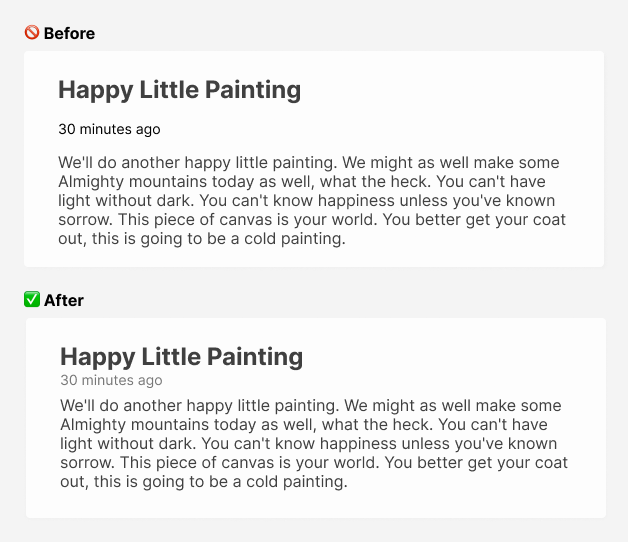 🚫 Before
Happy Little Painting
30 minutes ago
We'll do another happy little painting. We might as well make some
Almighty mountains today as well, what the heck. You can't have
light without dark. You can't know happiness unless you've known
sorrow. This piece of canvas is your world. You better get your coat
out, this is going to be a cold painting.
✅ After
Happy Little Painting
30 minutes ago
We'll do another happy little painting. We might as well make some
Almighty mountains today as well, what the heck. You can't have
light without dark. You can't know happiness unless you've known
sorrow. This piece of canvas is your world. You better get your coat
out, this is going to be a cold painting.